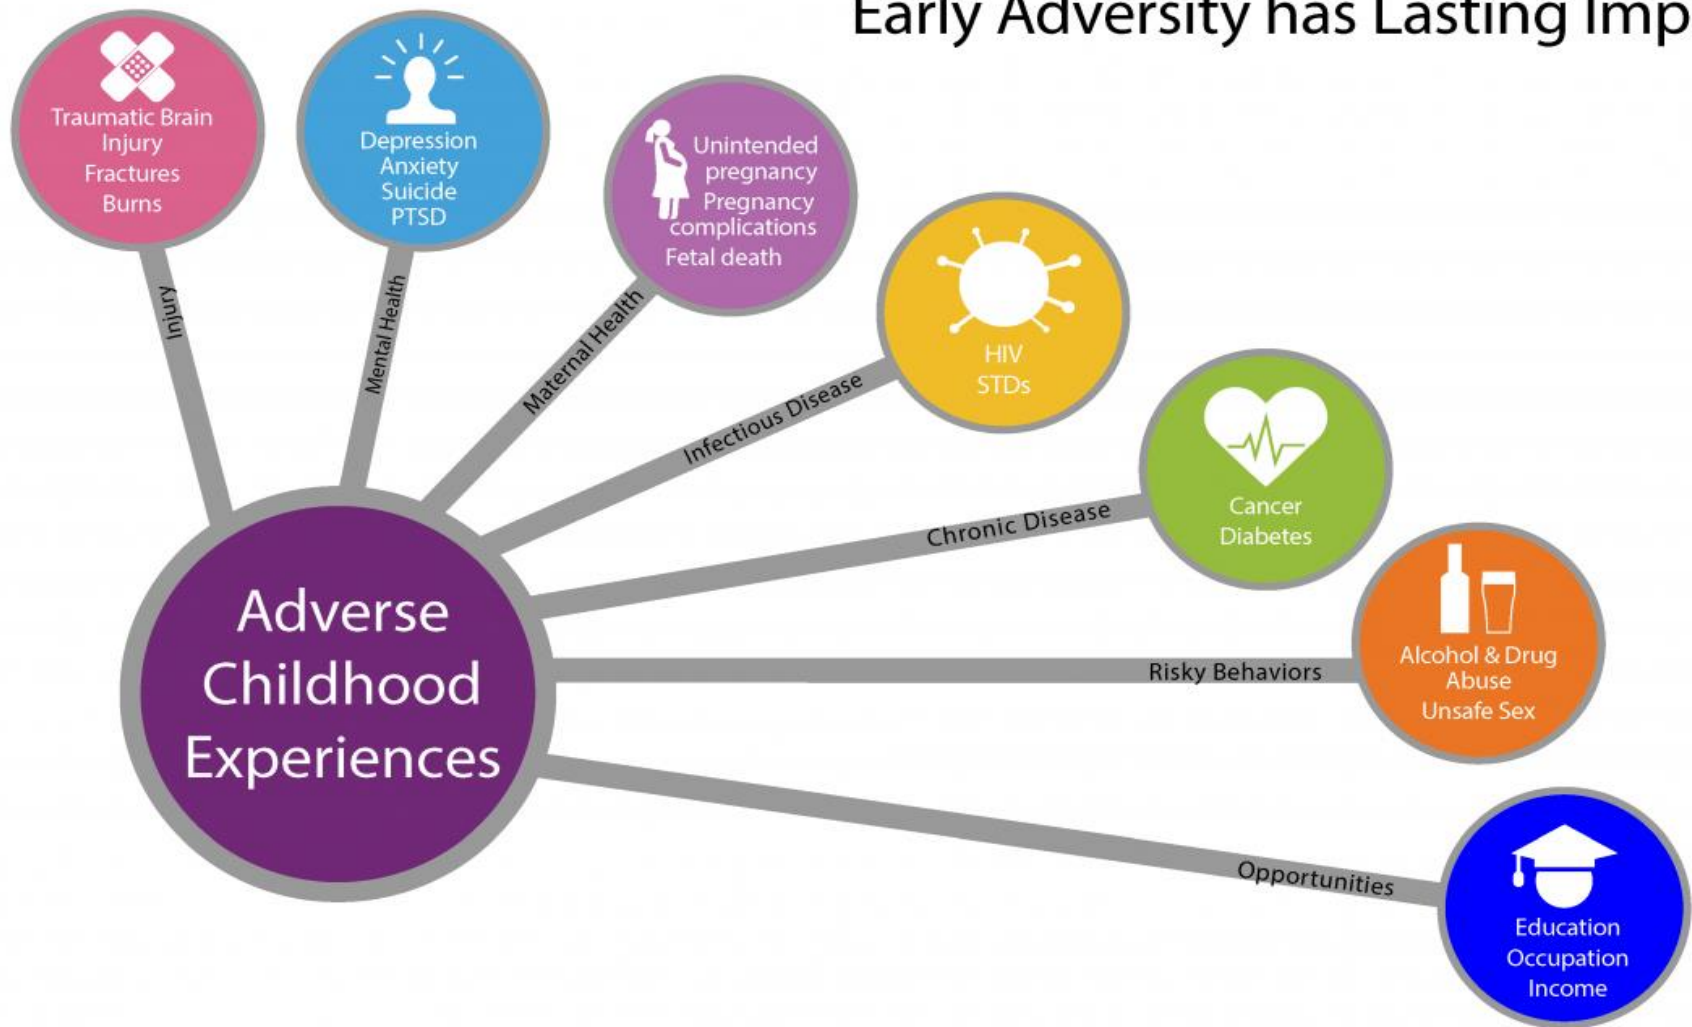 Early Adversity has Lasting Imp
Traumatic Brain
Injury
Fractures
Burns
Depression
Anxiety
Suicide
PTSD
Unintended
pregnancy
Pregnancy
complications
Fetal death
HIV
STDs
Cancer
Diabetes
Alcohol & Drug
Abuse
Unsafe Sex
Education
Occupation
Income
Injury
Mental Health
Maternal Health
Infectious Disease
Chronic Disease
Risky Behaviors
Opportunities
Adverse
Childhood
Experiences